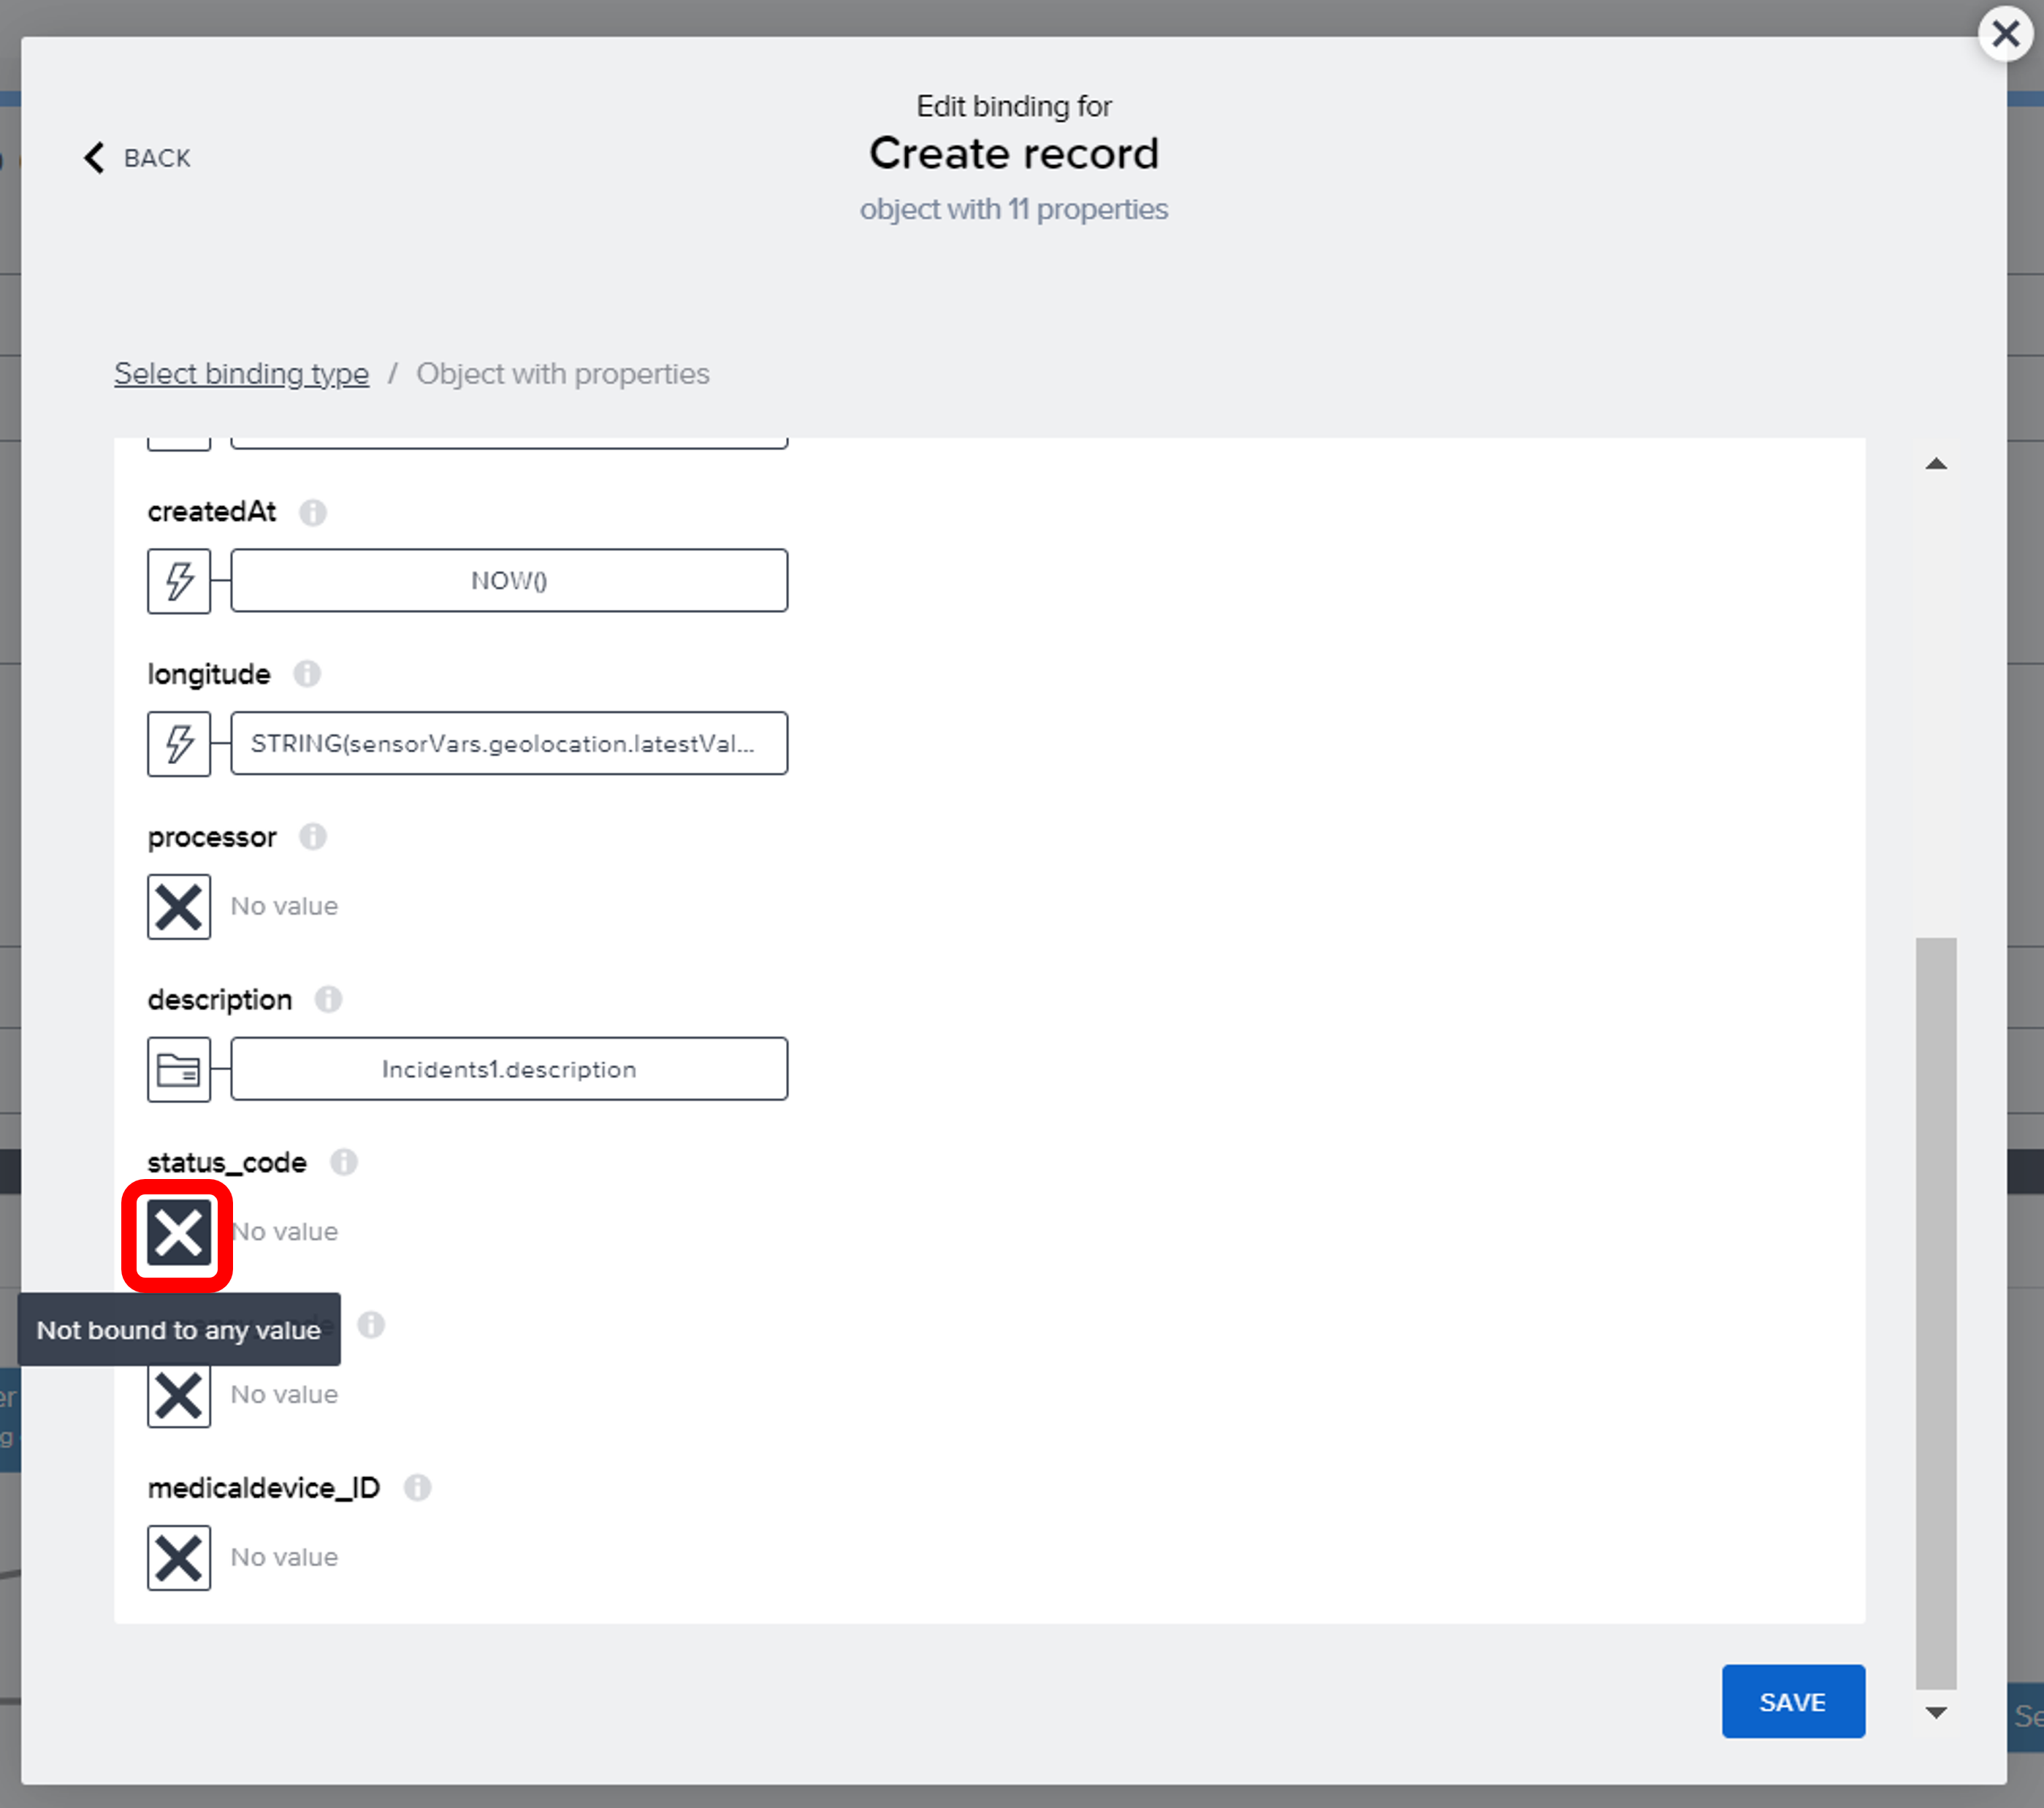 Edit binding for
Create record
object with 11 properties
BACK
Select binding type / Object with properties
createdAt
NOW()
longitude
STRING(sensorVars.geolocation.latestVal...
processor
No value
description
Incidents1.description
status_code
No value
Not bound to any value
No value
medicaldevice_ID
No value
SAVE
er
g
Se